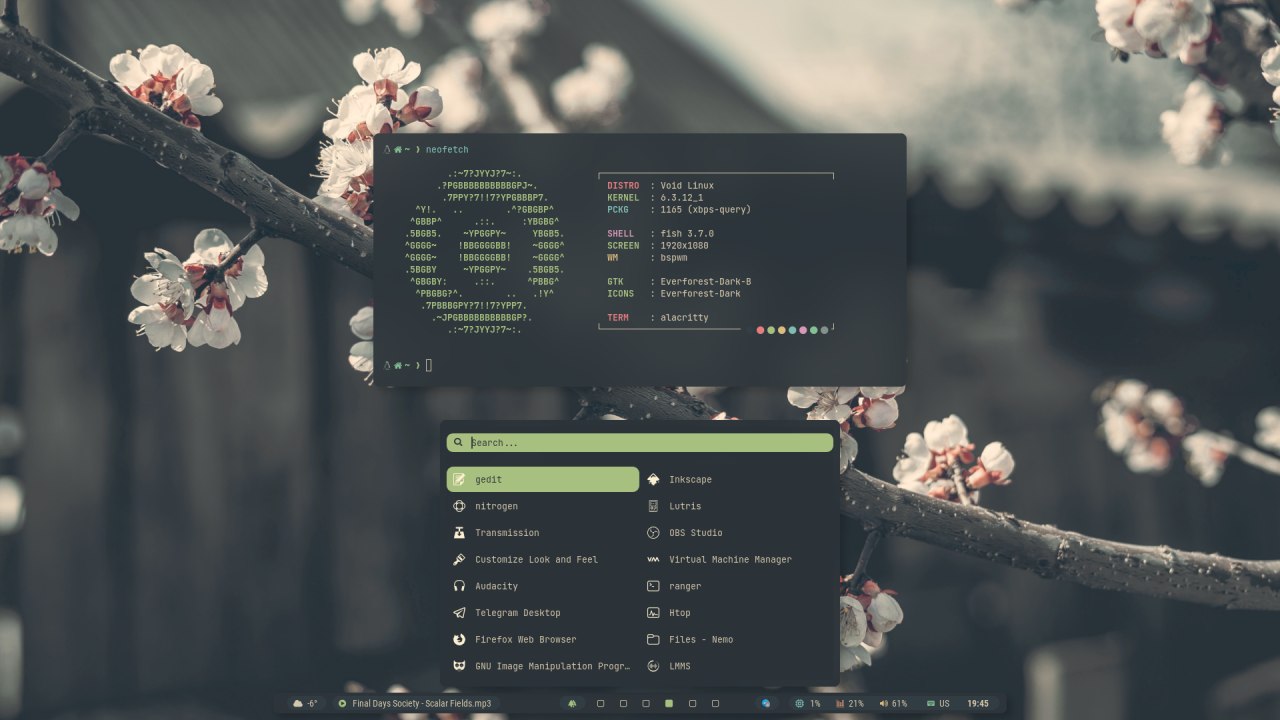 ~ ❯ neofetch
.:~7?JYYJ?7~:.
.?PGBBBBBBBBBBGPJ~.
.7PPY?7!!7?YPGBBBP7.
^Y!.   ..        .^?GBGBP^
^GBBP^      .::.     :YBGBG^
.5BGB5.    ~YPGGPY~    YBGB5.
^GGGG~    !BBGGGGBB!    ~GGGG^
^GGGG~    !BBGGGGBB!    ~GGGG^
.5BGBY     ~YPGGPY~    .5BGB5.
^GBGBY:     .::.      ^PBBG^
^PBGBG?^.        ..   .!Y^
.7PBBBGPY?7!!7?YPP7.
.~JPGBBBBBBBBBBGP?.
.:~7?JYYJ?7~:.
DISTRO : Void Linux
KERNEL : 6.3.12_1
PCKG : 1165 (xbps-query)
SHELL : fish 3.7.0
SCREEN : 1920x1080
WM : bspwm
GTK : Everforest-Dark-B
ICONS : Everforest-Dark
TERM : alacritty
~ ❯
Search...
gedit
Inkscape
nitrogen
Lutris
Transmission
OBS Studio
Customize Look and Feel
Virtual Machine Manager
Audacity
ranger
Telegram Desktop
Htop
Firefox Web Browser
Files - Nemo
GNU Image Manipulation Progr…
LMMS
-6° Final Days Society - Scalar Fields.mp3 1% 21% 61% US 19:45